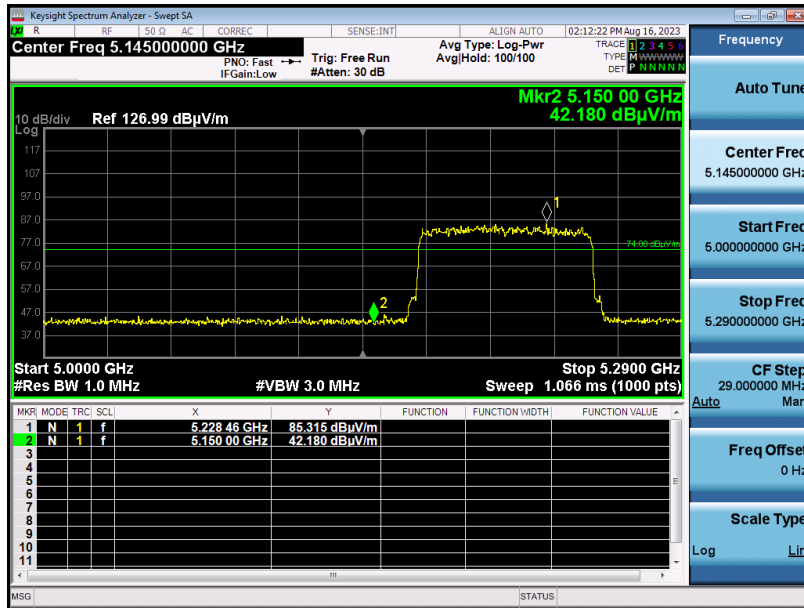 Keysight Spectrum Analyzer - Swept SA
LXI R RF 50 Ω AC CORREC SENSE:INT ALIGN AUTO 02:12:22 PM Aug 16, 2023
Center Freq 5.145000000 GHz
PNO: Fast
IFGain:Low
Trig: Free Run
#Atten: 30 dB
Avg Type: Log-Pwr
Avg|Hold: 100/100
TRACE 1 2 3 4 5 6
TYPE M WWWWW
DET P N N N N N
Mkr2 5.150 00 GHz
42.180 dBµV/m
10 dB/div Ref 126.99 dBµV/m
Log
117
107
97.0
87.0
77.0
67.0
57.0
47.0
37.0
1
74.00 dBµV/m
2
Start 5.0000 GHz Stop 5.2900 GHz
#Res BW 1.0 MHz #VBW 3.0 MHz Sweep 1.066 ms (1000 pts)
MKR MODE TRC SCL X Y FUNCTION FUNCTION WIDTH FUNCTION VALUE
1 N 1 f 5.228 46 GHz 85.315 dBµV/m
2 N 1 f 5.150 00 GHz 42.180 dBµV/m
3
4
5
6
7
8
9
10
11
MSG STATUS
Frequency
Auto Tune
Center Freq
5.145000000 GHz
Start Freq
5.000000000 GHz
Stop Freq
5.290000000 GHz
CF Step
29.000000 MHz
Auto Man
Freq Offset
0 Hz
Scale Type
Log Lin